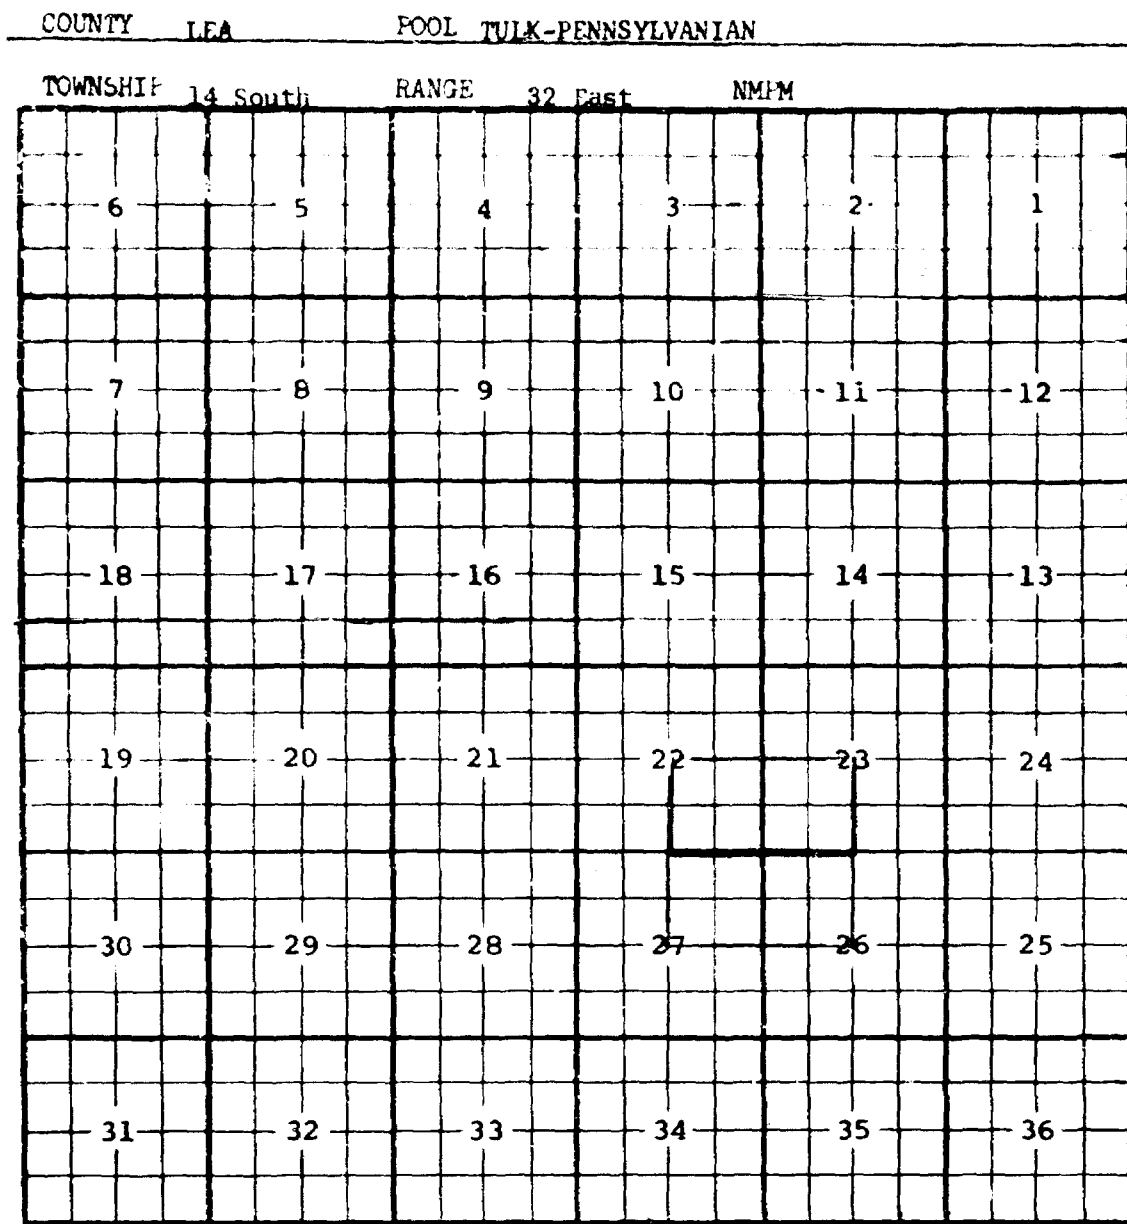 COUNTY LEA POOL TULK-PENNSYLVANIAN
TOWNSHIP 14 South RANGE 32 East NMPM
6 5 4 3 2 1
7 8 9 10 11 12
18 17 16 15 14 13
19 20 21 22 23 24
30 29 28 27 26 25
31 32 33 34 35 36